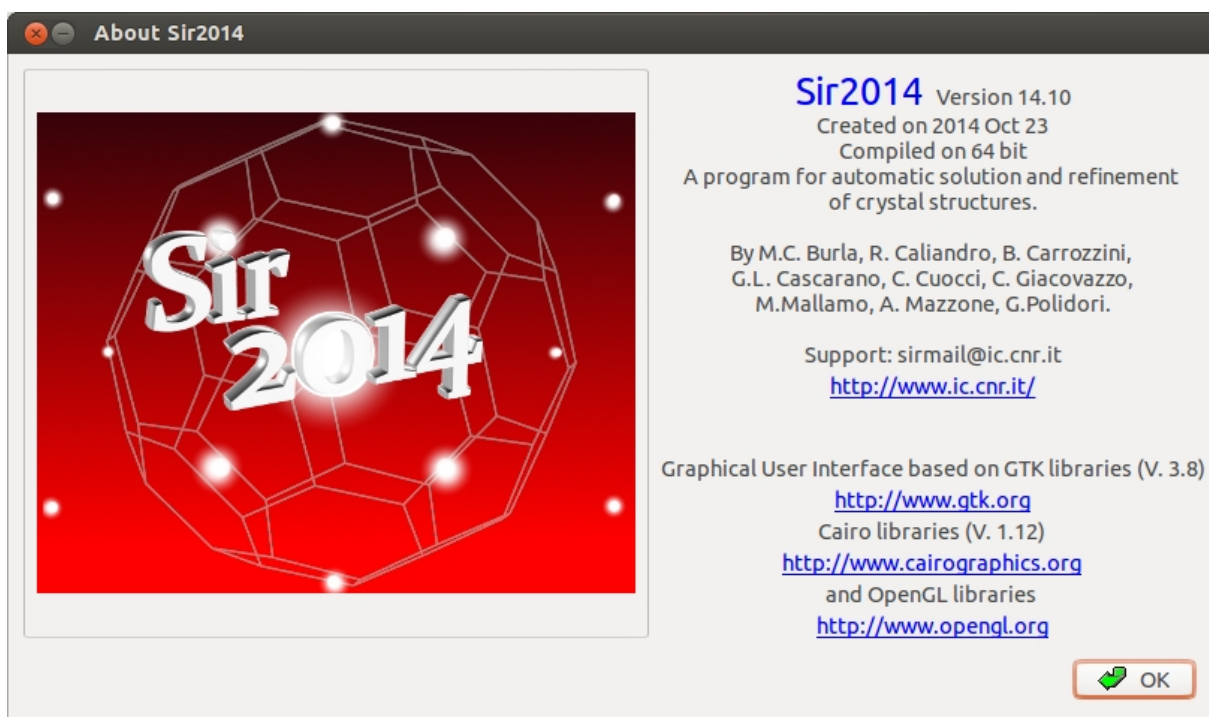 About Sir2014
Sir
2014
Sir2014 Version 14.10
Created on 2014 Oct 23
Compiled on 64 bit
A program for automatic solution and refinement
of crystal structures.
By M.C. Burla, R. Caliandro, B. Carrozzini,
G.L. Cascarano, C. Cuocci, C. Giacovazzo,
M.Mallamo, A. Mazzone, G.Polidori.
Support: sirmail@ic.cnr.it
http://www.ic.cnr.it/
Graphical User Interface based on GTK libraries (V. 3.8)
http://www.gtk.org
Cairo libraries (V. 1.12)
http://www.cairographics.org
and OpenGL libraries
http://www.opengl.org
OK